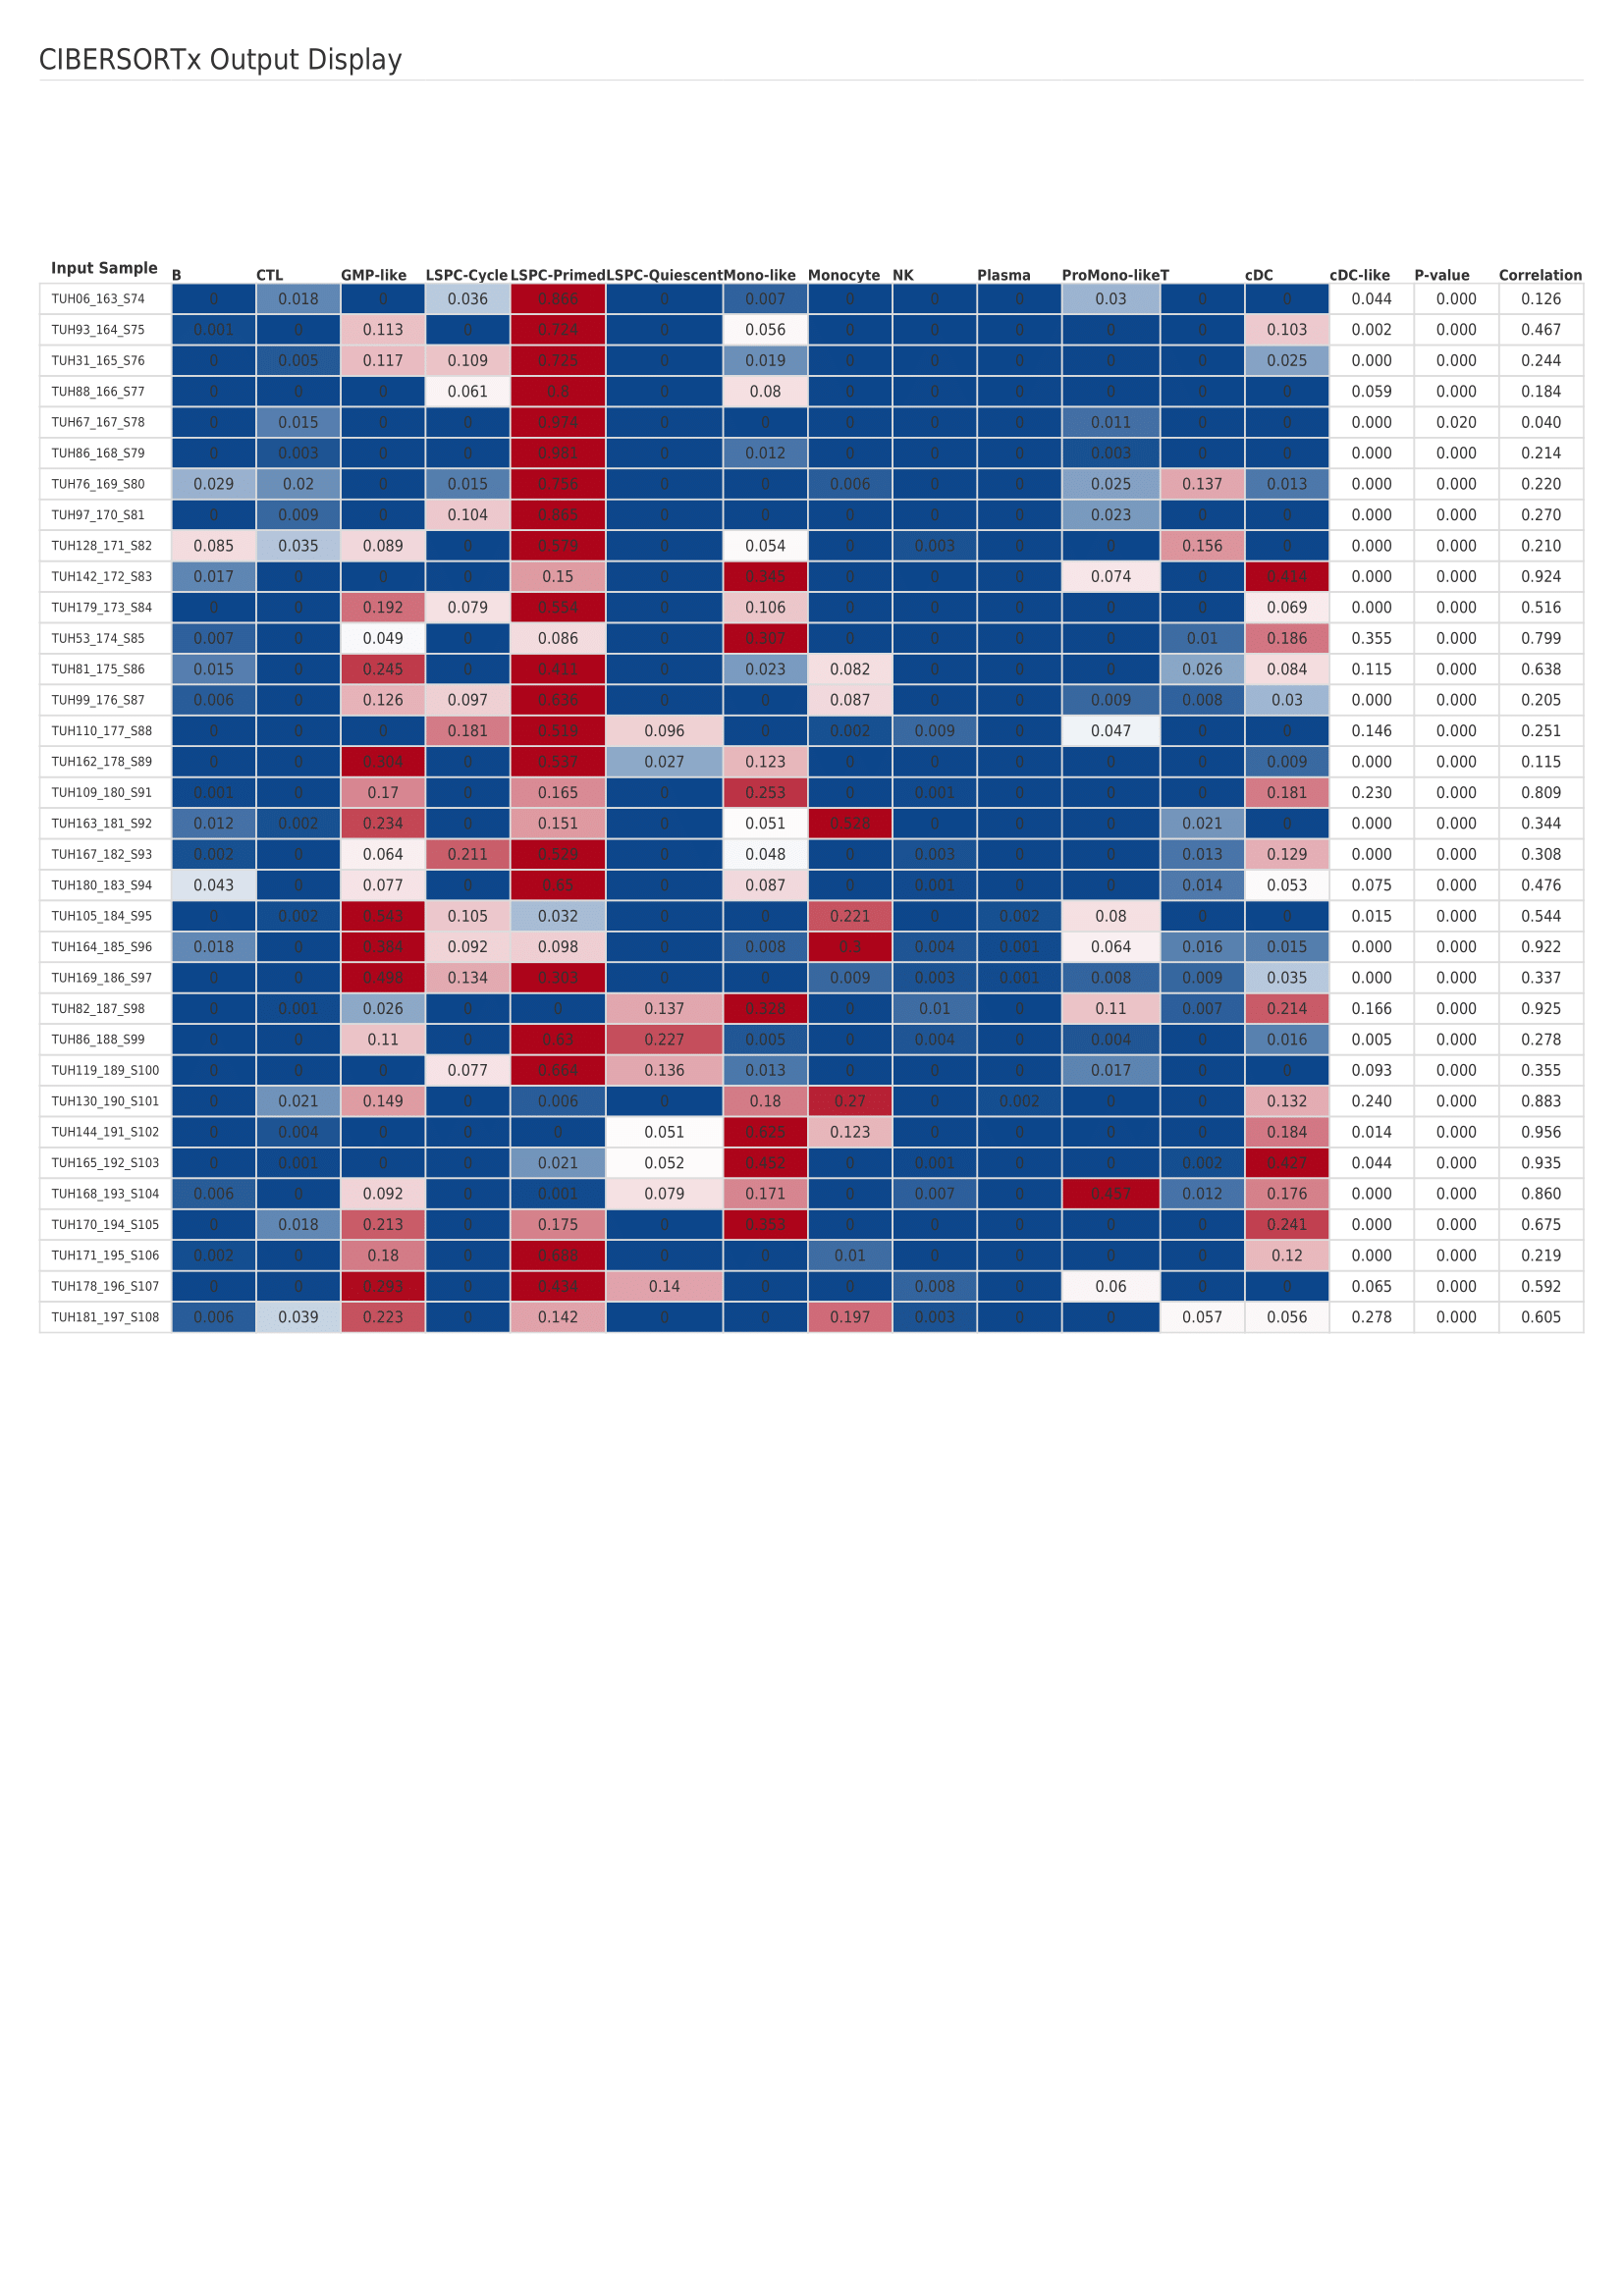 CIBERSORTx Output Display
Input Sample B CTL GMP-like LSPC-Cycle LSPC-Primed LSPC-Quiescent Mono-like Monocyte NK Plasma ProMono-like T cDC cDC-like P-value Correlation
TUH06_163_S74 0 0.018 0 0.036 0.866 0 0.007 0 0 0 0.03 0 0 0.044 0.000 0.126
TUH93_164_S75 0.001 0 0.113 0 0.724 0 0.056 0 0 0 0 0 0.103 0.002 0.000 0.467
TUH31_165_S76 0 0.005 0.117 0.109 0.725 0 0.019 0 0 0 0 0 0.025 0.000 0.000 0.244
TUH88_166_S77 0 0 0 0.061 0.8 0 0.08 0 0 0 0 0 0 0.059 0.000 0.184
TUH67_167_S78 0 0.015 0 0 0.974 0 0 0 0 0 0.011 0 0 0.000 0.020 0.040
TUH86_168_S79 0 0.003 0 0 0.981 0 0.012 0 0 0 0.003 0 0 0.000 0.000 0.214
TUH76_169_S80 0.029 0.02 0 0.015 0.756 0 0 0.006 0 0 0.025 0.137 0.013 0.000 0.000 0.220
TUH97_170_S81 0 0.009 0 0.104 0.865 0 0 0 0 0 0.023 0 0 0.000 0.000 0.270
TUH128_171_S82 0.085 0.035 0.089 0 0.579 0 0.054 0 0.003 0 0 0.156 0 0.000 0.000 0.210
TUH142_172_S83 0.017 0 0 0 0.15 0 0.345 0 0 0 0.074 0 0.414 0.000 0.000 0.924
TUH179_173_S84 0 0 0.192 0.079 0.554 0 0.106 0 0 0 0 0 0.069 0.000 0.000 0.516
TUH53_174_S85 0.007 0 0.049 0 0.086 0 0.307 0 0 0 0 0.01 0.186 0.355 0.000 0.799
TUH81_175_S86 0.015 0 0.245 0 0.411 0 0.023 0.082 0 0 0 0.026 0.084 0.115 0.000 0.638
TUH99_176_S87 0.006 0 0.126 0.097 0.636 0 0 0.087 0 0 0.009 0.008 0.03 0.000 0.000 0.205
TUH110_177_S88 0 0 0 0.181 0.519 0.096 0 0.002 0.009 0 0.047 0 0 0.146 0.000 0.251
TUH162_178_S89 0 0 0.304 0 0.537 0.027 0.123 0 0 0 0 0 0.009 0.000 0.000 0.115
TUH109_180_S91 0.001 0 0.17 0 0.165 0 0.253 0 0.001 0 0 0 0.181 0.230 0.000 0.809
TUH163_181_S92 0.012 0.002 0.234 0 0.151 0 0.051 0.528 0 0 0 0.021 0 0.000 0.000 0.344
TUH167_182_S93 0.002 0 0.064 0.211 0.529 0 0.048 0 0.003 0 0 0.013 0.129 0.000 0.000 0.308
TUH180_183_S94 0.043 0 0.077 0 0.65 0 0.087 0 0.001 0 0 0.014 0.053 0.075 0.000 0.476
TUH105_184_S95 0 0.002 0.543 0.105 0.032 0 0 0.221 0 0.002 0.08 0 0 0.015 0.000 0.544
TUH164_185_S96 0.018 0 0.384 0.092 0.098 0 0.008 0.3 0.004 0.001 0.064 0.016 0.015 0.000 0.000 0.922
TUH169_186_S97 0 0 0.498 0.134 0.303 0 0 0.009 0.003 0.001 0.008 0.009 0.035 0.000 0.000 0.337
TUH82_187_S98 0 0.001 0.026 0 0 0.137 0.328 0 0.01 0 0.11 0.007 0.214 0.166 0.000 0.925
TUH86_188_S99 0 0 0.11 0 0.63 0.227 0.005 0 0.004 0 0.004 0 0.016 0.005 0.000 0.278
TUH119_189_S100 0 0 0 0.077 0.664 0.136 0.013 0 0 0 0.017 0 0 0.093 0.000 0.355
TUH130_190_S101 0 0.021 0.149 0 0.006 0 0.18 0.27 0 0.002 0 0 0.132 0.240 0.000 0.883
TUH144_191_S102 0 0.004 0 0 0 0.051 0.625 0.123 0 0 0 0 0.184 0.014 0.000 0.956
TUH165_192_S103 0 0.001 0 0 0.021 0.052 0.452 0 0.001 0 0 0.002 0.427 0.044 0.000 0.935
TUH168_193_S104 0.006 0 0.092 0 0.001 0.079 0.171 0 0.007 0 0.457 0.012 0.176 0.000 0.000 0.860
TUH170_194_S105 0 0.018 0.213 0 0.175 0 0.353 0 0 0 0 0 0.241 0.000 0.000 0.675
TUH171_195_S106 0.002 0 0.18 0 0.688 0 0 0.01 0 0 0 0 0.12 0.000 0.000 0.219
TUH178_196_S107 0 0 0.293 0 0.434 0.14 0 0 0.008 0 0.06 0 0 0.065 0.000 0.592
TUH181_197_S108 0.006 0.039 0.223 0 0.142 0 0 0.197 0.003 0 0 0.057 0.056 0.278 0.000 0.605